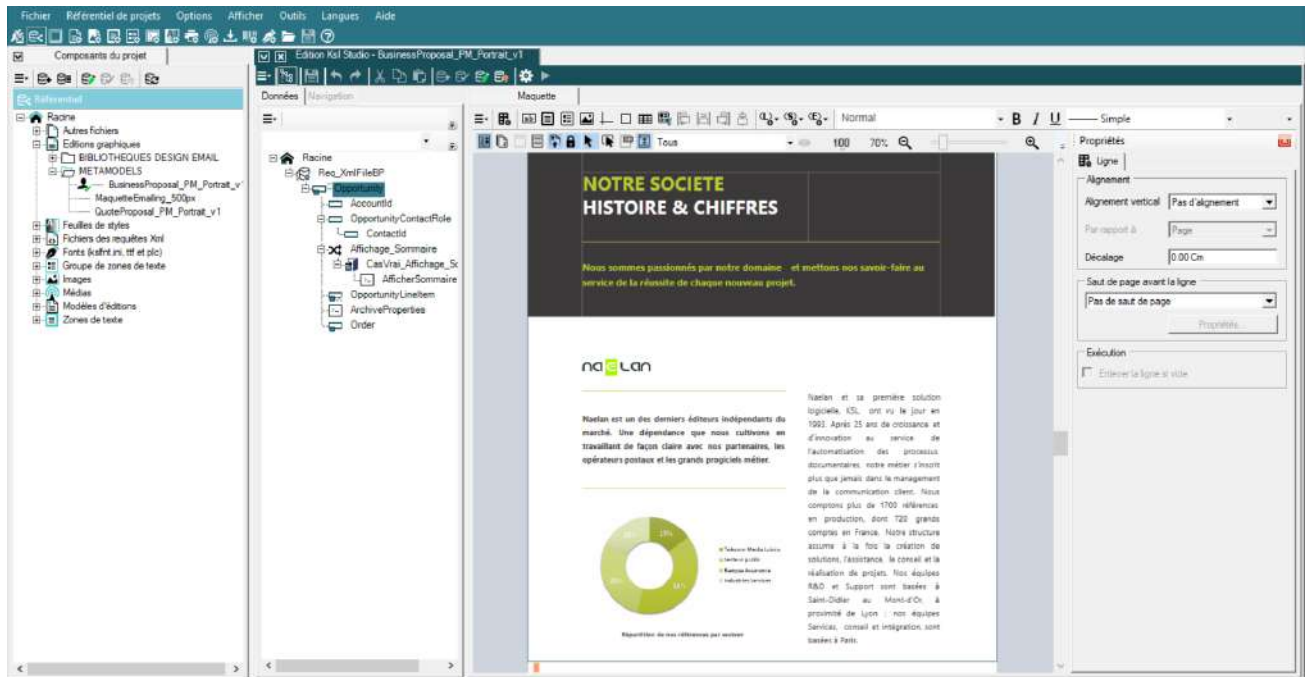 Fichier Référentiel de projets Options Afficher Outils Langues Aide
Composants du projet
Edition Ksl Studio - BusinessProposal_PM_Portrait_v1
Référentiel
Racine
Autres fichiers
Editions graphiques
BIBLIOTHEQUES DESIGN EMAIL
METAMODELS
BusinessProposal_PM_Portrait_v
MaquetteEmailing_500px
QuoteProposal_PM_Portrait_v1
Feuilles de styles
Fichiers des requêtes Xml
Fonts (kslfnt.ini, ttf et plc)
Groupe de zones de texte
Images
Médias
Modèles d'éditions
Zones de texte
Données Navigation
Racine
Req_XmlFileBP
Opportunity
AccountId
OpportunityContactRole
ContactId
Affichage_Sommaire
CasVrai_Affichage_Sc
AfficherSommaire
OpportunityLineItem
ArchiveProperties
Order
Maquette
Normal
B I U
Simple
Tous
100 70%
NOTRE SOCIETE
HISTOIRE & CHIFFRES
Nous sommes passionnés par notre domaine et mettons nos savoir-faire au
service de la réussite de chaque nouveau projet.
naelan
Naelan est un des derniers éditeurs indépendants du
marché. Une dépendance que nous cultivons en
travaillant de façon claire avec nos partenaires, les
opérateurs postaux et les grands progiciels métier.
Répartition de nos références par secteur
Naelan et sa première solution
logicielle, KSL, ont vu le jour en
1993. Après 25 ans de croissance et
d'innovation au service de
l'automatisation des processus
documentaires, notre métier s'inscrit
plus que jamais dans le management
de la communication client. Nous
comptons plus de 1700 références
en production, dont 720 grands
comptes en France. Notre structure
assume à la fois la création de
solutions, l'assistance, le conseil et la
réalisation de projets. Nos équipes
R&D et Support sont basées à
Saint-Didier au Mont-d'Or, à
proximité de Lyon ; nos équipes
Services, conseil et intégration sont
basées à Paris.
Propriétés
Ligne
Alignement
Alignement vertical Pas d'alignement
Par rapport à Page
Décalage 0.00 Cm
Saut de page avant la ligne
Pas de saut de page
Propriétés...
Exécution
Enlever la ligne si vide